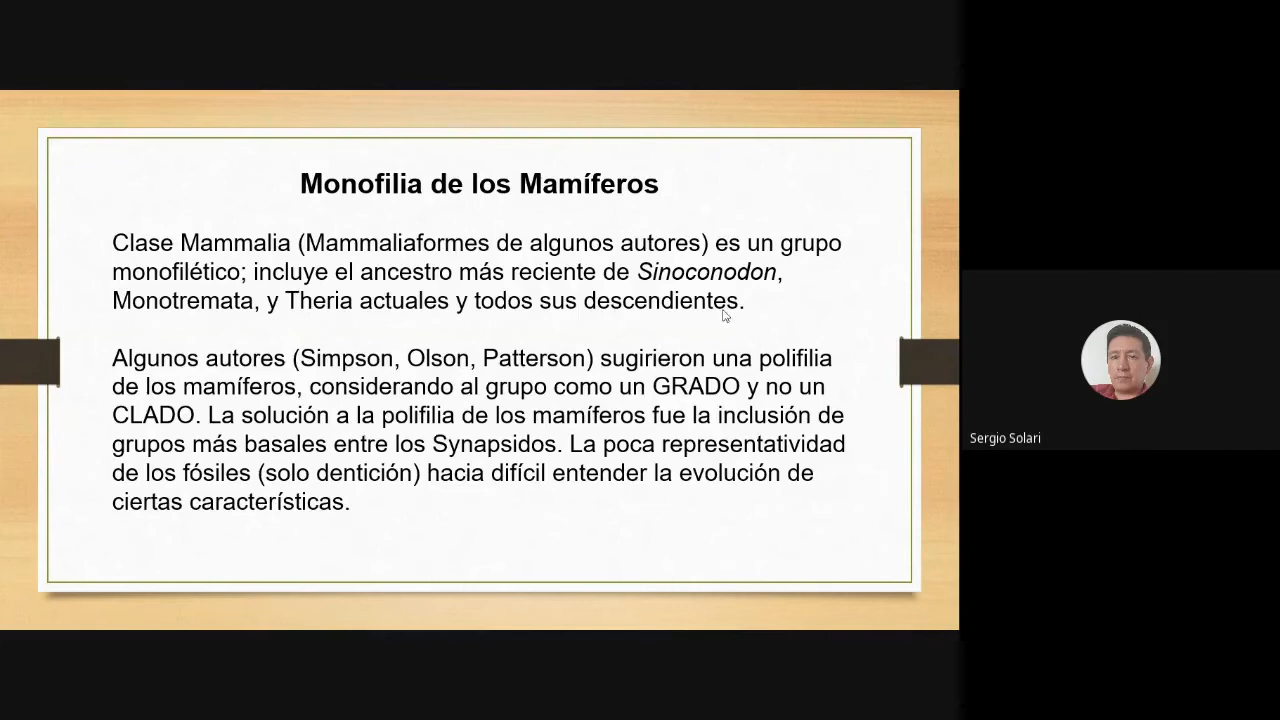 Monofilia de los Mamíferos
Clase Mammalia (Mammaliaformes de algunos autores) es un grupo
monofilético; incluye el ancestro más reciente de Sinoconodon,
Monotremata, y Theria actuales y todos sus descendientes.
Algunos autores (Simpson, Olson, Patterson) sugirieron una polifilia
de los mamíferos, considerando al grupo como un GRADO y no un
CLADO. La solución a la polifilia de los mamíferos fue la inclusión de
grupos más basales entre los Synapsidos. La poca representatividad
de los fósiles (solo dentición) hacia difícil entender la evolución de
ciertas características.
Sergio Solari